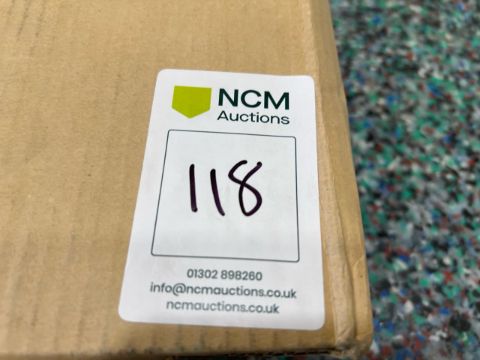 NCM
Auctions
118
01302 898260
info@ncmauctions.co.uk
ncmauctions.co.uk